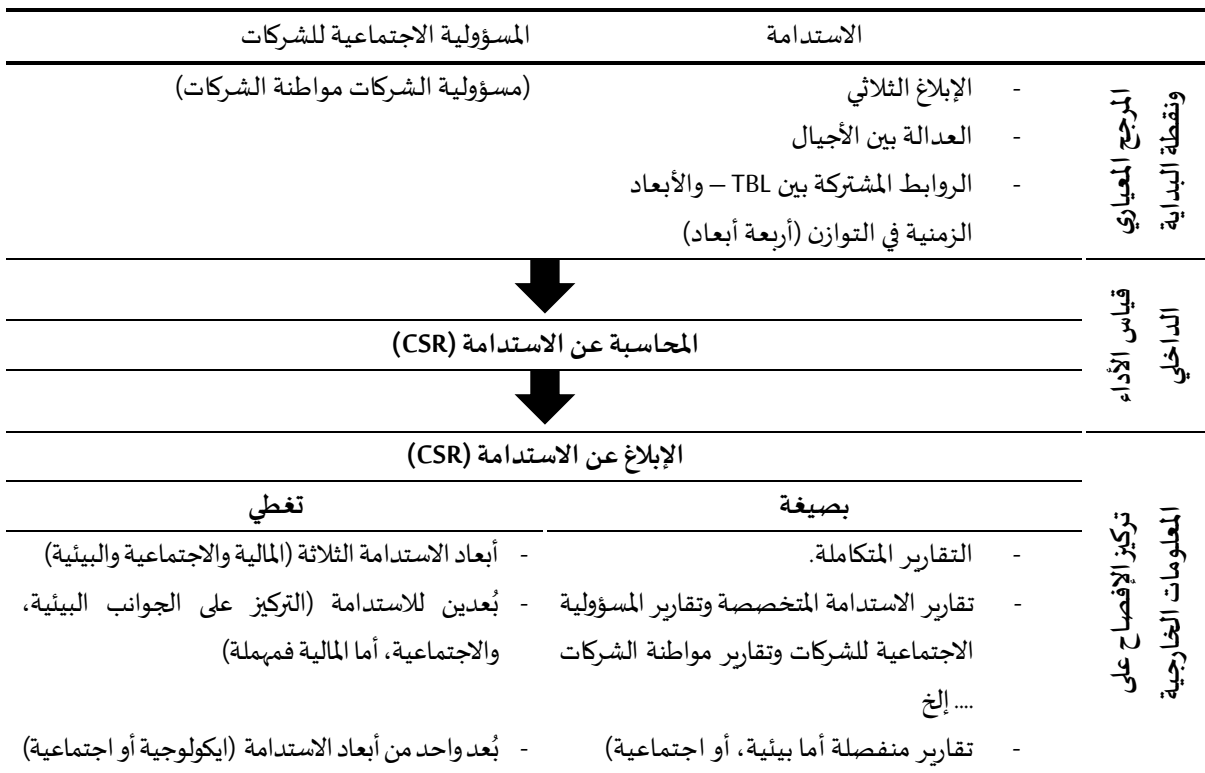 الاستدامة
المسؤولية الاجتماعية للشركات
المرجع المعياري
ونقطة البداية
- الإبلاغ الثلاثي
- العدالة بين الأجيال
- الروابط المشتركة بين TBL – والأبعاد
الزمنية في التوازن (أربعة أبعاد)
(مسؤولية الشركات مواطنة الشركات)
قياس الأداء
الداخلي
المحاسبة عن الاستدامة (CSR)
الإبلاغ عن الاستدامة (CSR)
تركيز الإفصاح على
المعلومات الخارجية
بصيغة
تغطي
- التقارير المتكاملة.
- أبعاد الاستدامة الثلاثة (المالية والاجتماعية والبيئية)
- تقارير الاستدامة المتخصصة وتقارير المسؤولية
الاجتماعية للشركات وتقارير مواطنة الشركات
.... إلخ
- بُعدين للاستدامة (التركيز على الجوانب البيئية،
والاجتماعية، أما المالية فمهملة)
- تقارير منفصلة أما بيئية، أو اجتماعية)
- بُعد واحد من أبعاد الاستدامة (ايكولوجية أو اجتماعية)